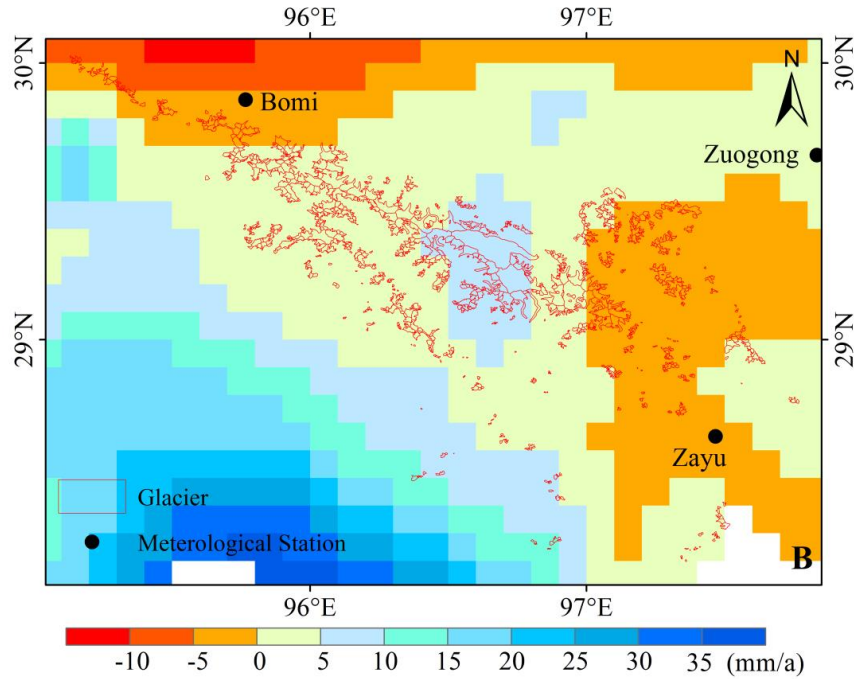 96°E 97°E
30°N 30°N
N
Bomi
Zuogong
29°N 29°N
Zayu
Glacier
Meterological Station
B
96°E 97°E
-10 -5 0 5 10 15 20 25 30 35 (mm/a)